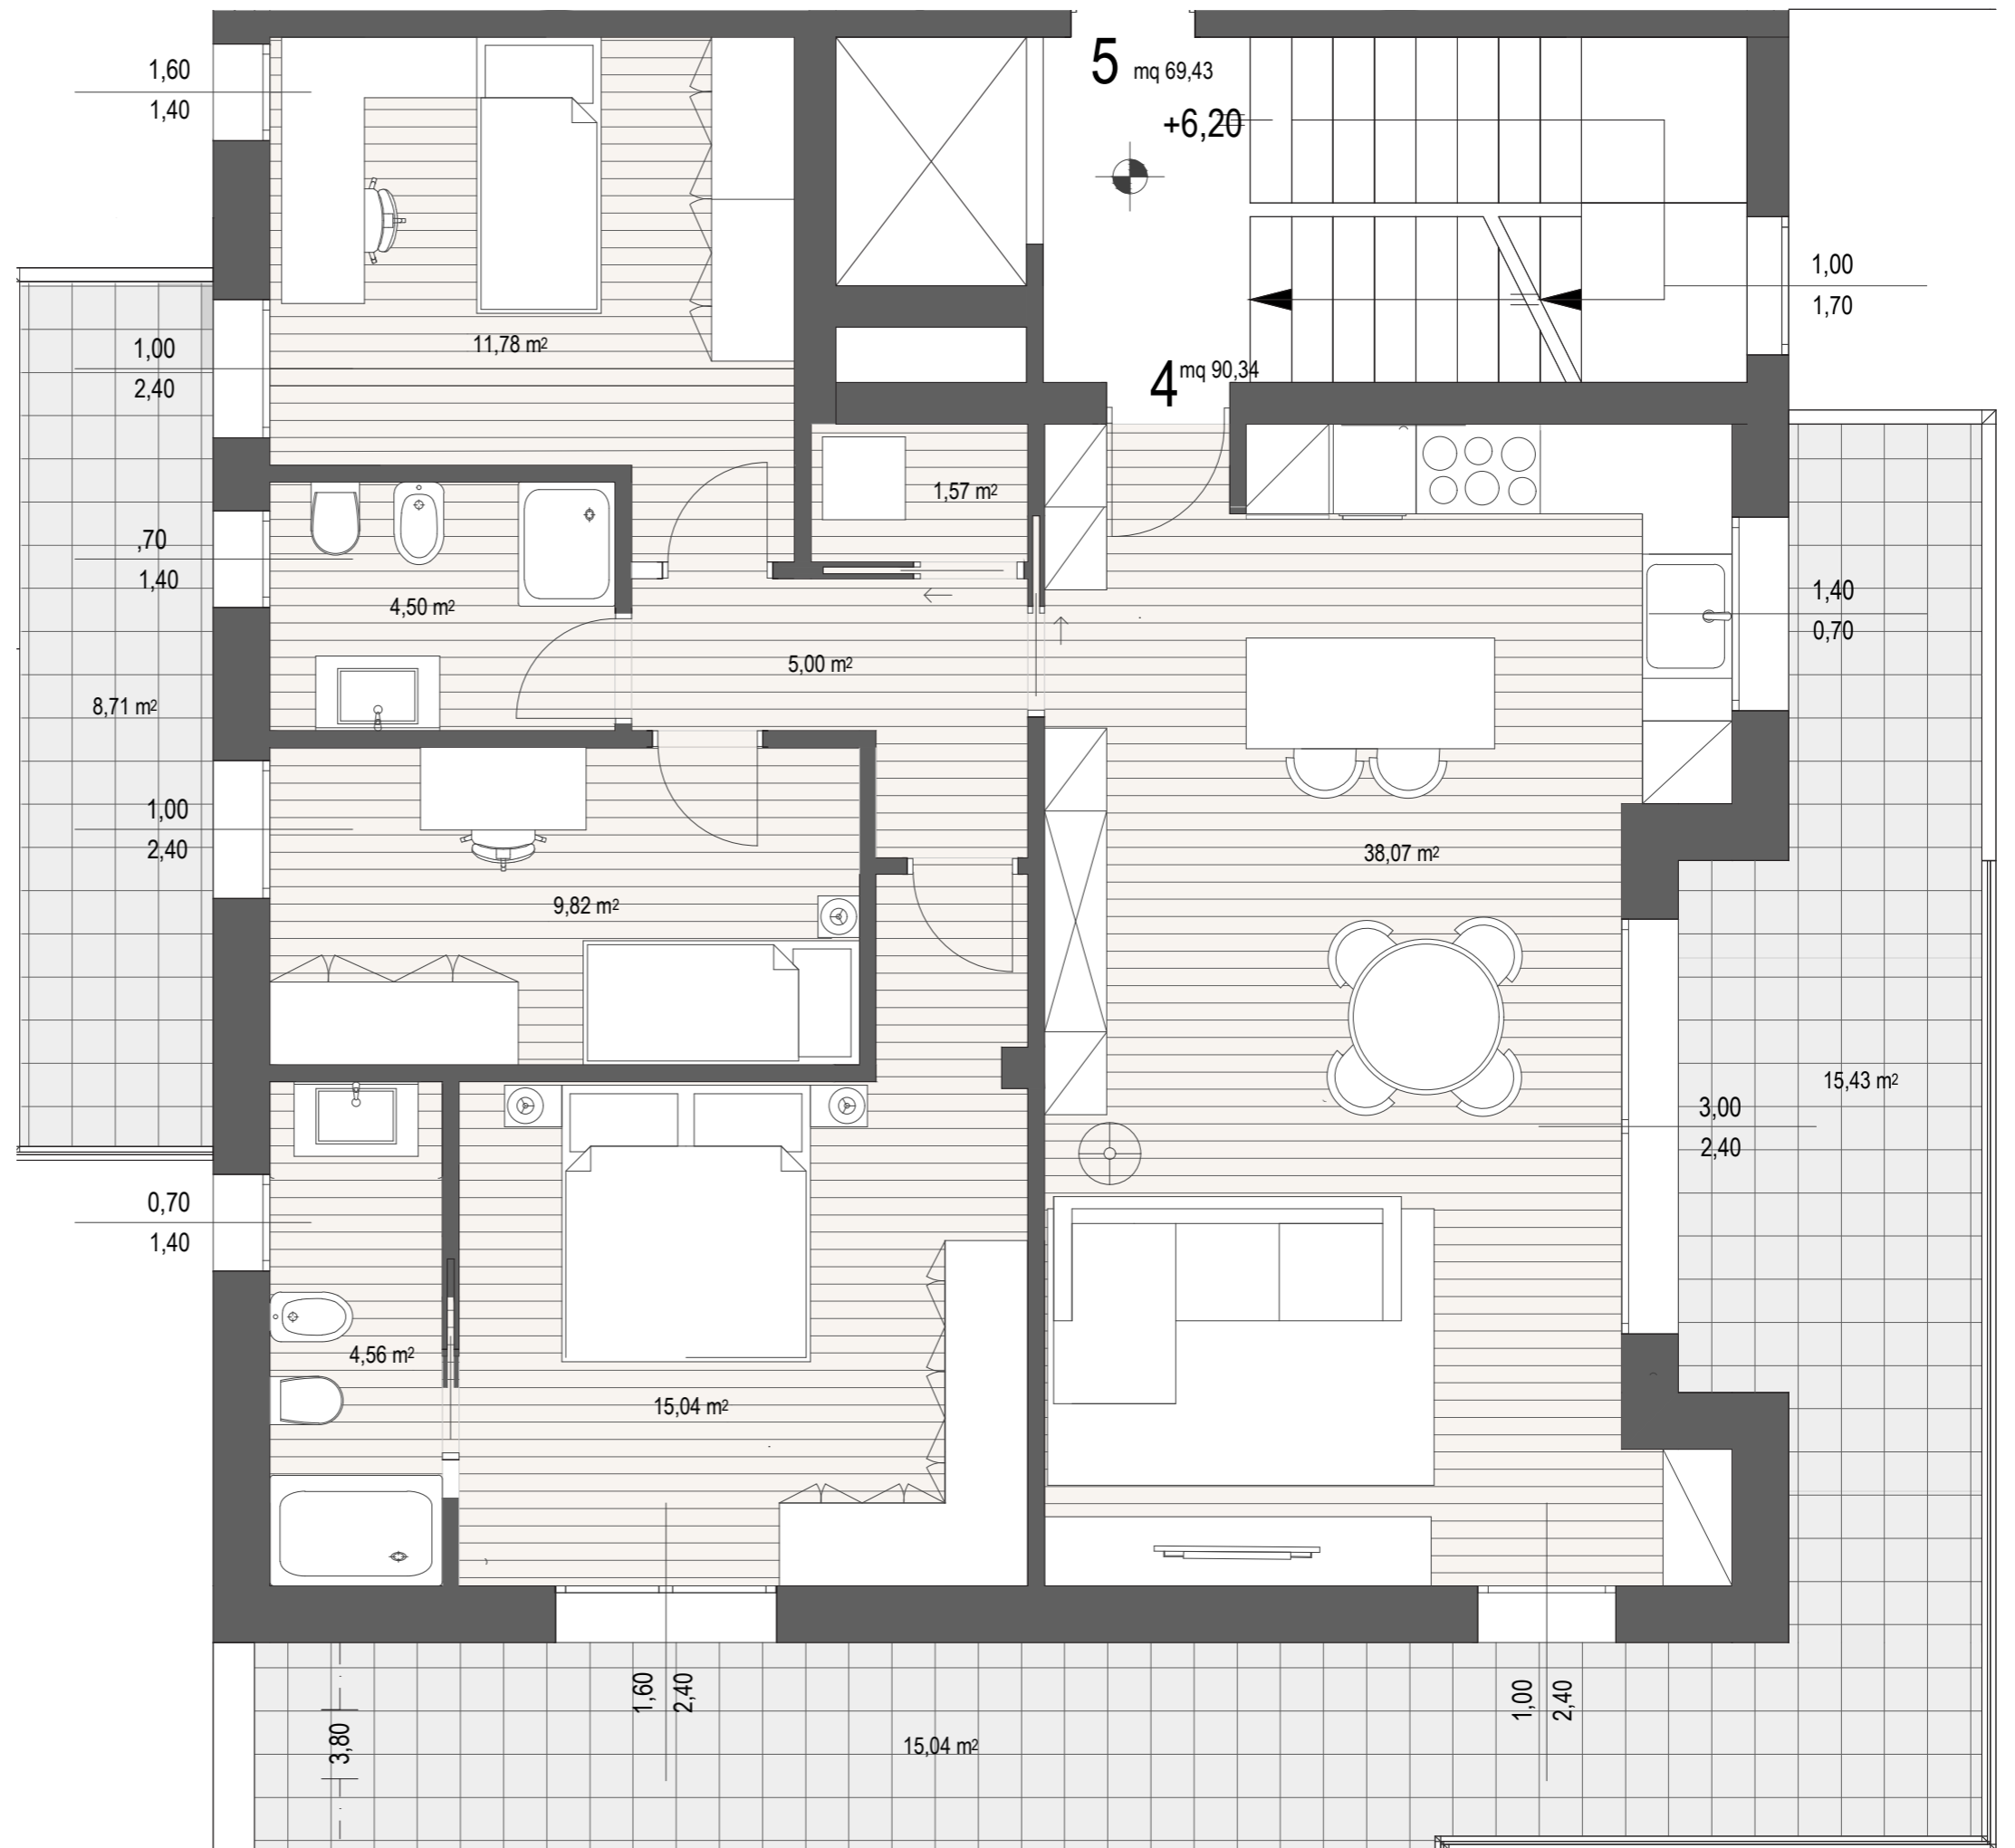 1,60
1,40
5 mq 69,43
+6,20
1,00
1,70
11,78 m²
1,00
2,40
4 mq 90,34
1,57 m²
,70
1,40
4,50 m²
1,40
0,70
5,00 m²
8,71 m²
1,00
2,40
38,07 m²
9,82 m²
15,43 m²
3,00
2,40
0,70
1,40
4,56 m²
15,04 m²
1,60
2,40
1,00
2,40
3,80
15,04 m²